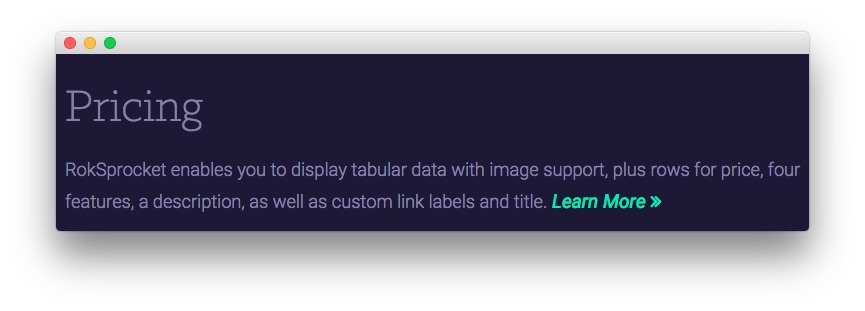 Pricing
RokSprocket enables you to display tabular data with image support, plus rows for price, four
features, a description, as well as custom link labels and title. Learn More »